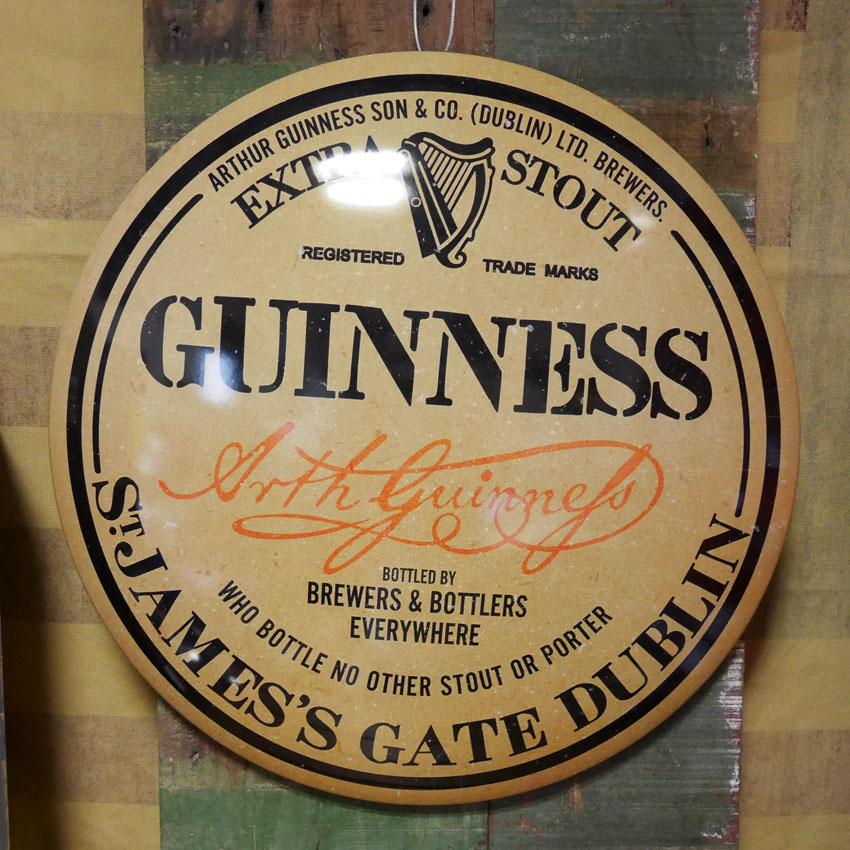 ARTHUR GUINNESS SON & CO. (DUBLIN) LTD. BREWERS.
EXTRA STOUT
REGISTERED TRADE MARKS
GUINNESS
Arth Guinness
BOTTLED BY
BREWERS & BOTTLERS
EVERYWHERE
WHO BOTTLE NO OTHER STOUT OR PORTER
ST. JAMES'S GATE DUBLIN